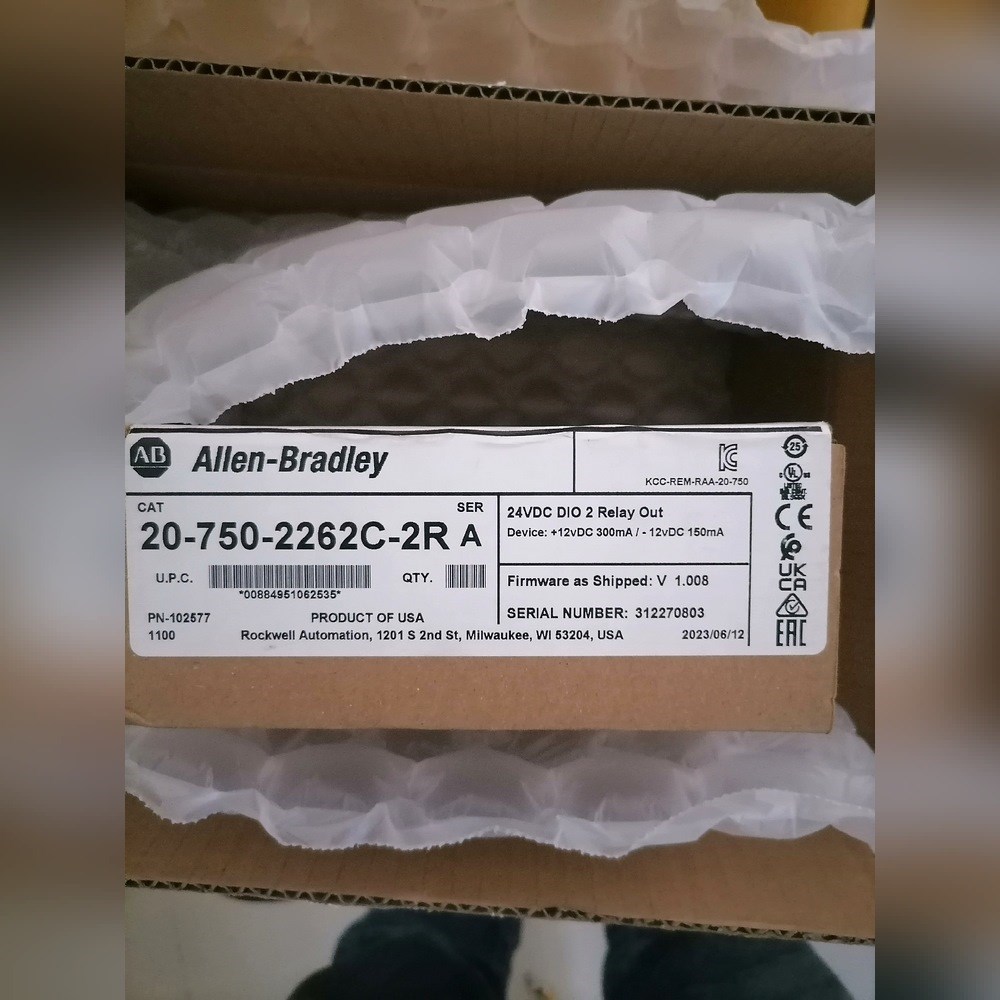 AB Allen-Bradley
KCC-REM-RAA-20-750
25
CAT SER
20-750-2262C-2R A
24VDC DIO 2 Relay Out
Device: +12vDC 300mA / - 12vDC 150mA
U.P.C. QTY.
*00884951062535*
Firmware as Shipped: V 1.008
PN-102577 PRODUCT OF USA
SERIAL NUMBER: 312270803
1100 Rockwell Automation, 1201 S 2nd St, Milwaukee, WI 53204, USA 2023/06/12
UL
CE
UK
CA
EAC